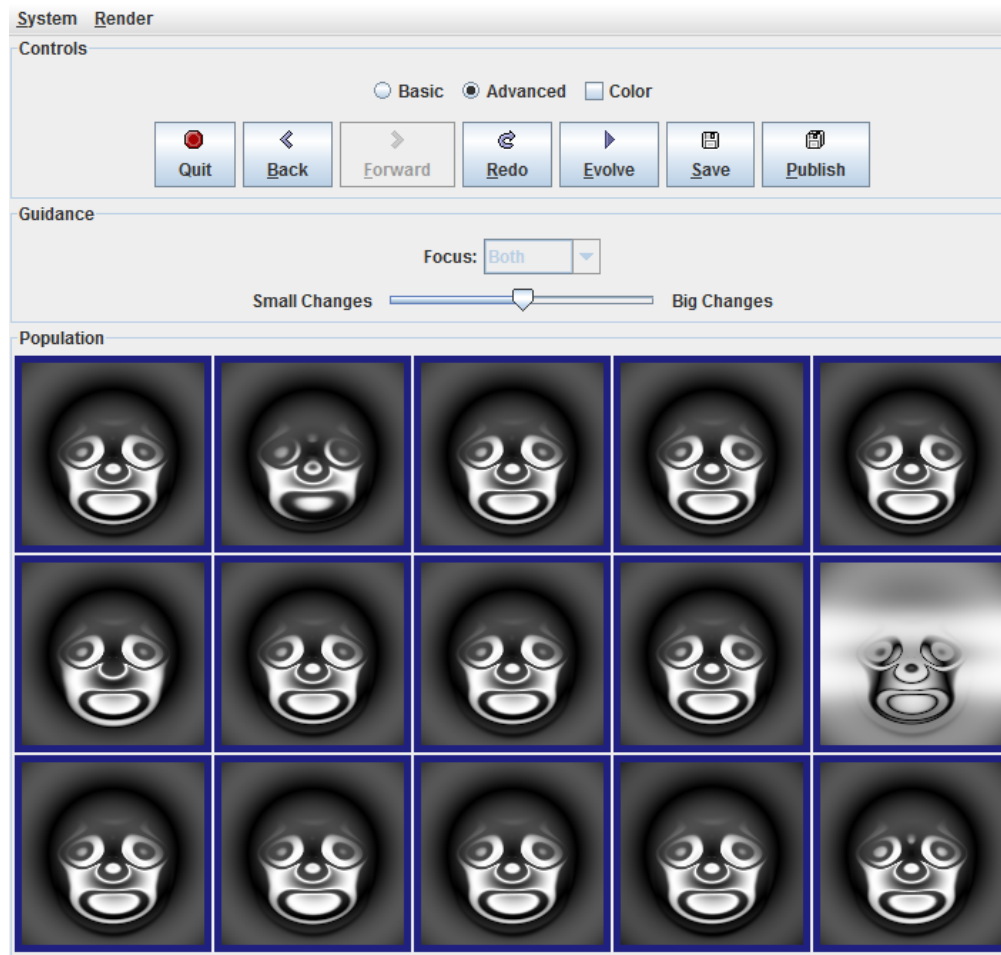 System Render
Controls
Basic Advanced Color
Quit Back Forward Redo Evolve Save Publish
Guidance
Focus: Both
Small Changes Big Changes
Population